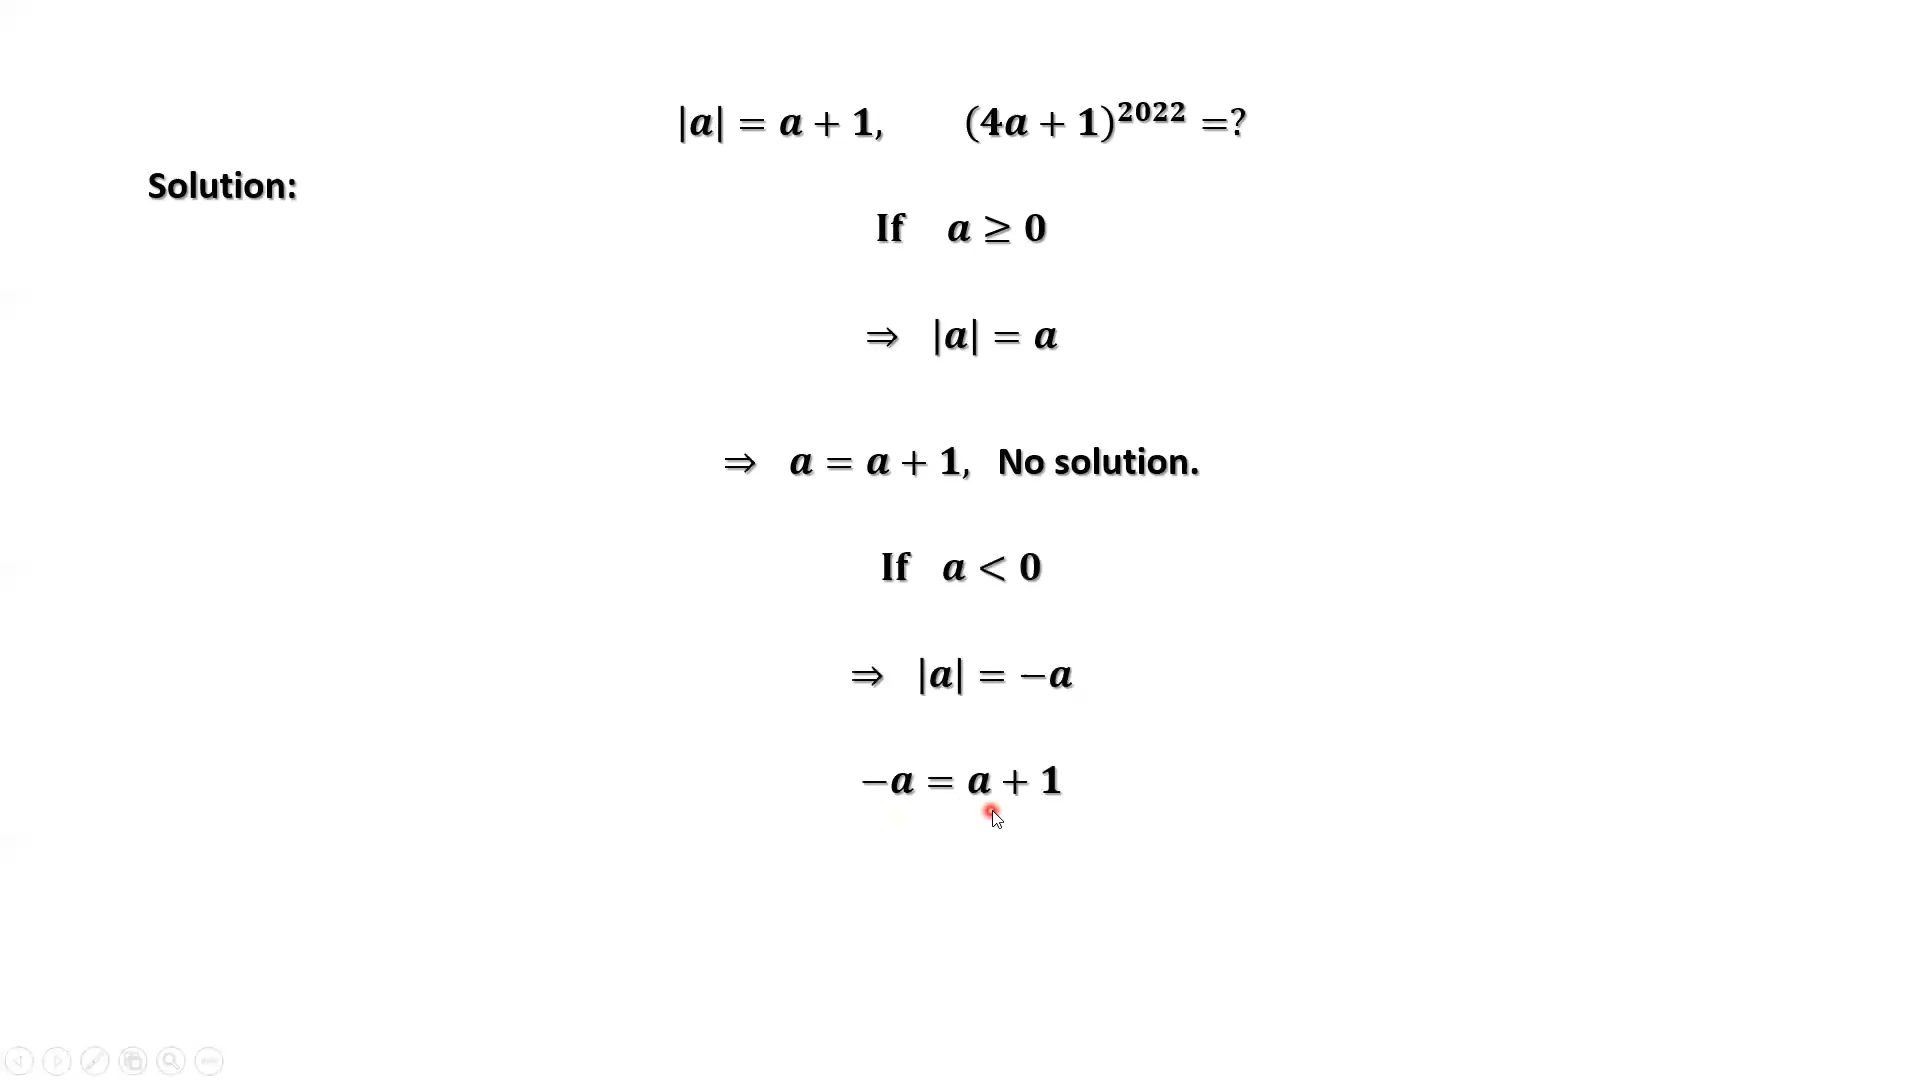 |a| = a + 1, (4a + 1)²⁰²² =?
Solution:
If a ≥ 0
⇒ |a| = a
⇒ a = a + 1, No solution.
If a < 0
⇒ |a| = −a
−a = a + 1